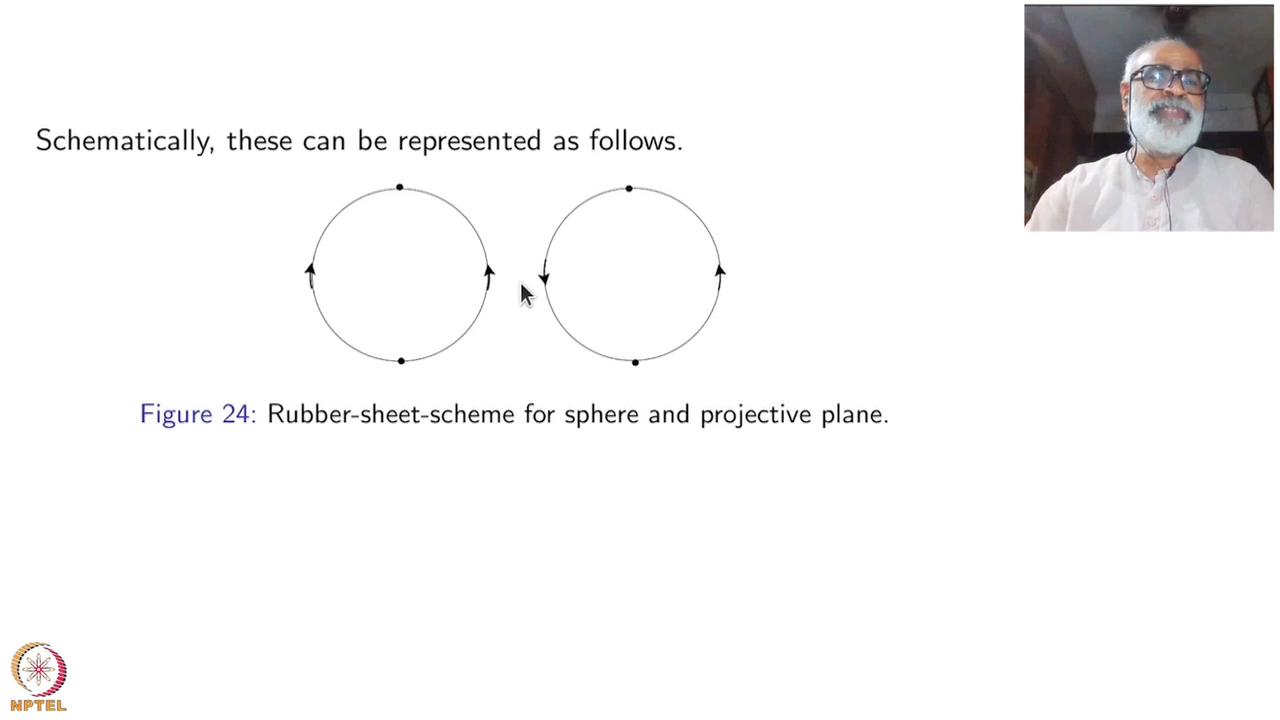 Schematically, these can be represented as follows.
Figure 24: Rubber-sheet-scheme for sphere and projective plane.
NPTEL